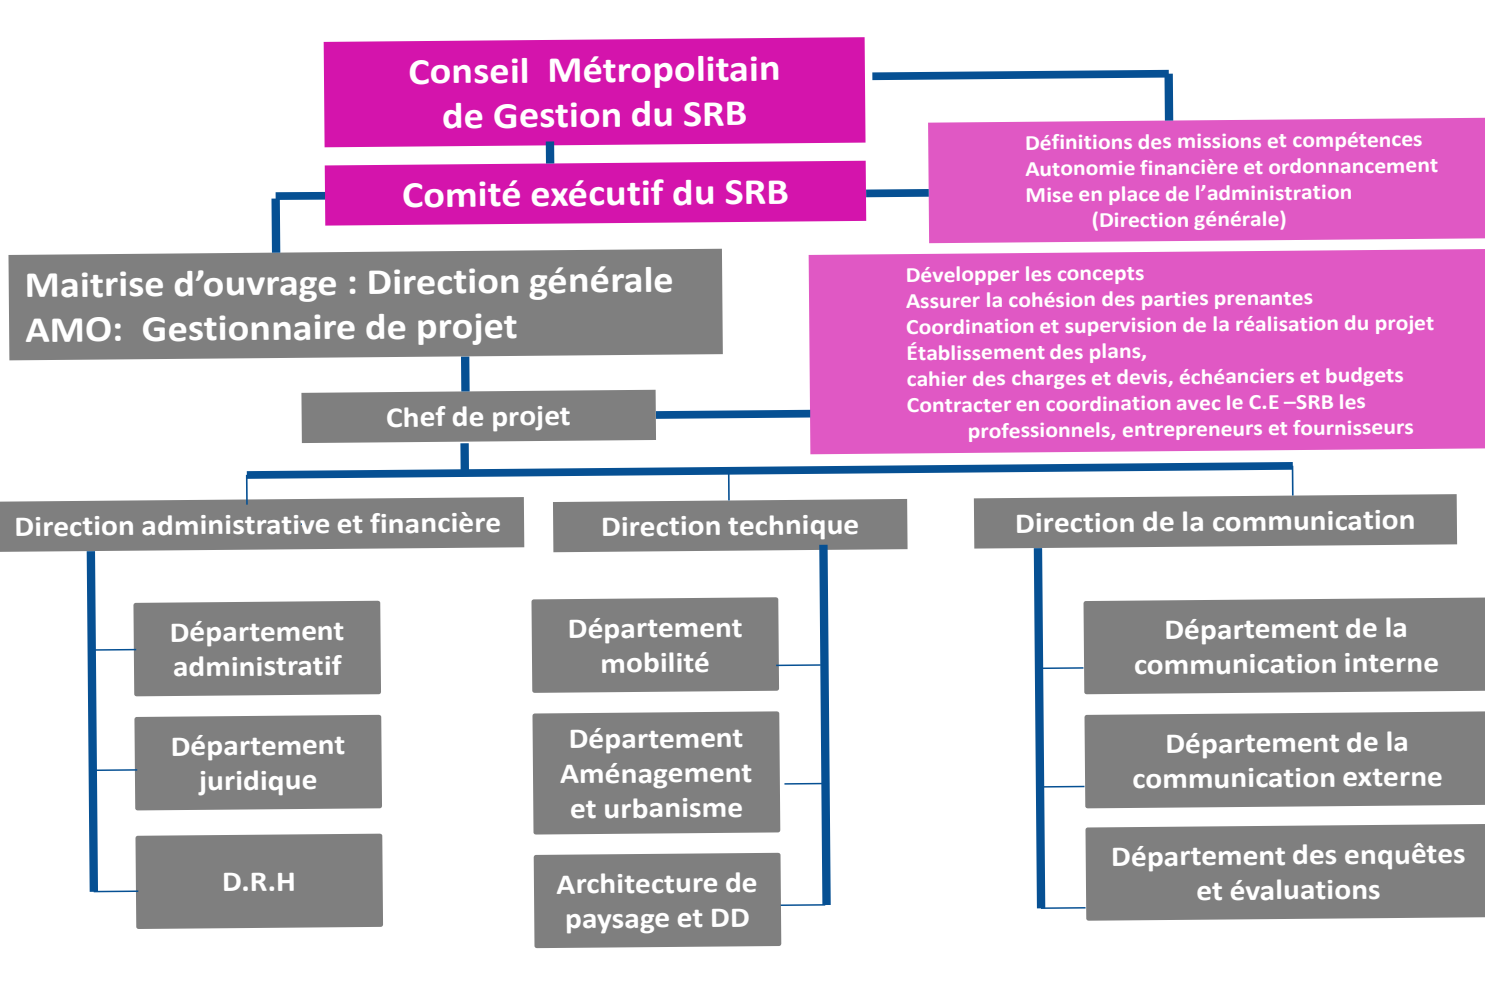 Conseil Métropolitain
de Gestion du SRB
Définitions des missions et compétences
Autonomie financière et ordonnancement
Mise en place de l’administration
(Direction générale)
Comité exécutif du SRB
Maitrise d’ouvrage : Direction générale
AMO: Gestionnaire de projet
Développer les concepts
Assurer la cohésion des parties prenantes
Coordination et supervision de la réalisation du projet
Établissement des plans,
cahier des charges et devis, échéanciers et budgets
Contracter en coordination avec le C.E –SRB les
professionnels, entrepreneurs et fournisseurs
Chef de projet
Direction administrative et financière
Direction technique
Direction de la communication
Département
administratif
Département
mobilité
Département de la
communication interne
Département
juridique
Département
Aménagement
et urbanisme
Département de la
communication externe
D.R.H
Architecture de
paysage et DD
Département des enquêtes
et évaluations